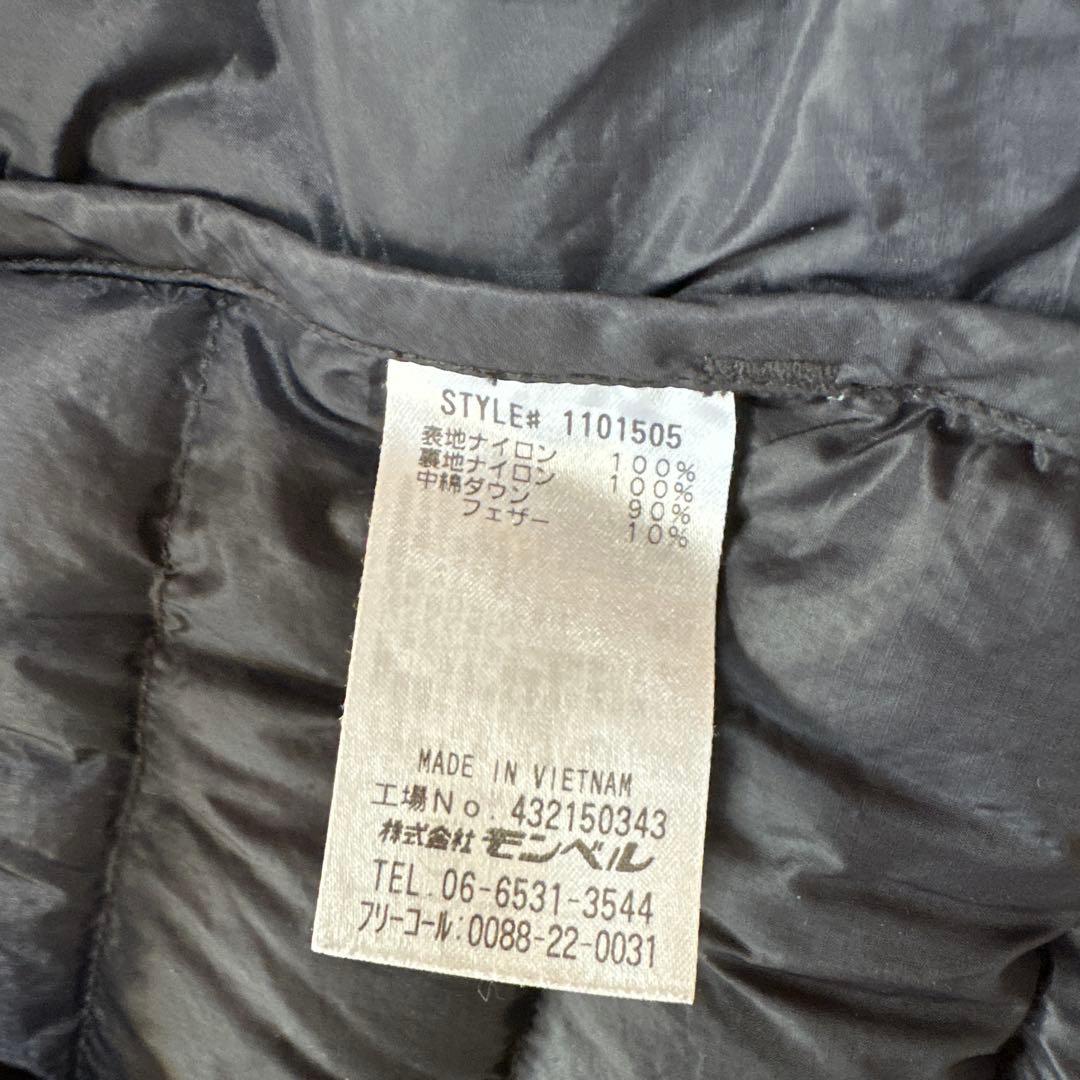 STYLE# 1101505
表地ナイロン 100%
裏地ナイロン 100%
中綿ダウン 90%
フェザー 10%
MADE IN VIETNAM
工場No. 432150343
株式会社 モンベル
TEL.06-6531-3544
フリーコール:0088-22-0031